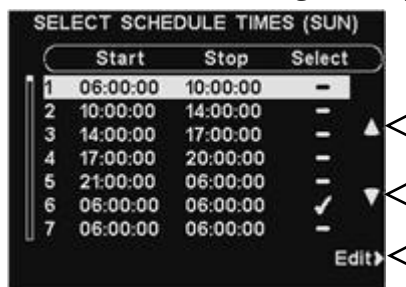 SELECT SCHEDULE TIMES (SUN)
Start Stop Select
1 06:00:00 10:00:00 -
2 10:00:00 14:00:00 -
3 14:00:00 17:00:00 -
4 17:00:00 20:00:00 -
5 21:00:00 06:00:00 -
6 06:00:00 06:00:00 ✓
7 06:00:00 06:00:00 -
Edit